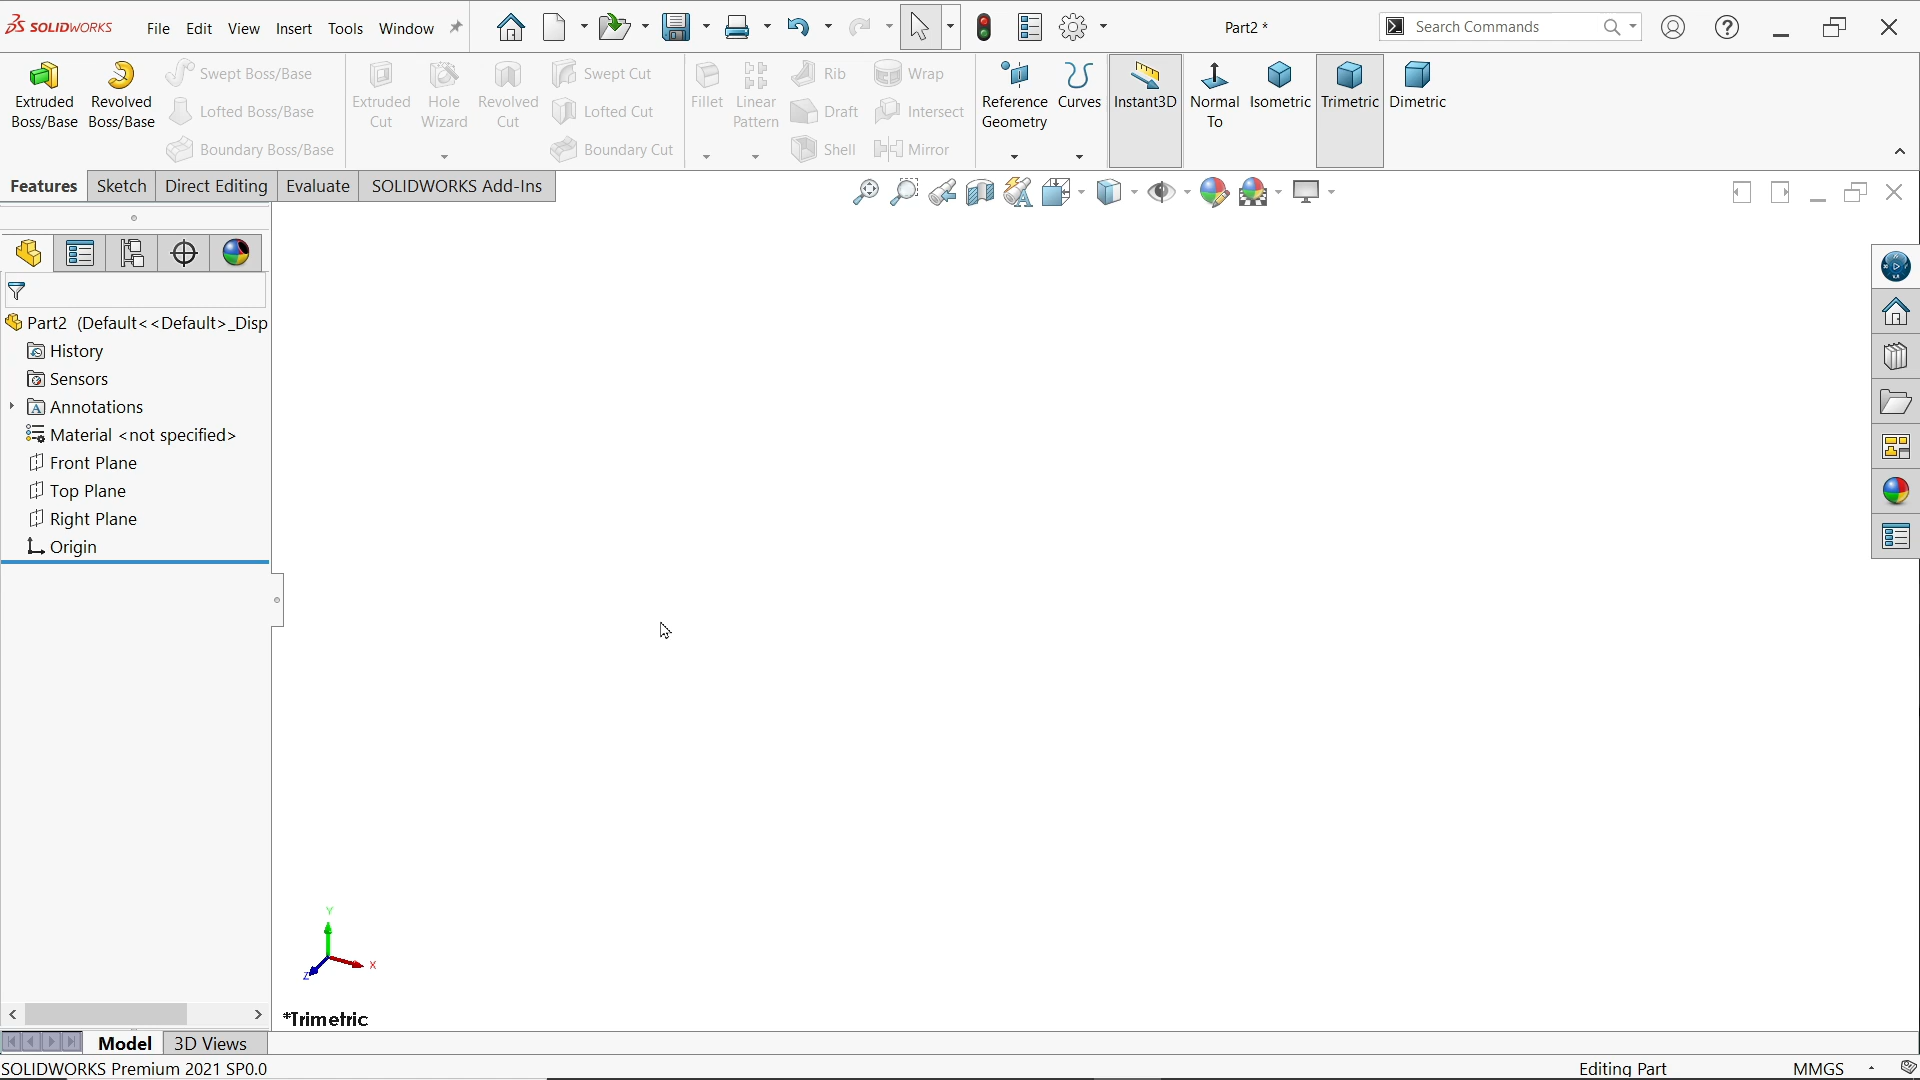 SOLIDWORKS File Edit View Insert Tools Window Part2 * Search Commands
Extruded Boss/Base
Revolved Boss/Base
Swept Boss/Base
Lofted Boss/Base
Boundary Boss/Base
Extruded Cut
Hole Wizard
Revolved Cut
Swept Cut
Lofted Cut
Boundary Cut
Fillet
Linear Pattern
Rib
Draft
Shell
Wrap
Intersect
Mirror
Reference Geometry
Curves
Instant3D
Normal To
Isometric
Trimetric
Dimetric
Features Sketch Direct Editing Evaluate SOLIDWORKS Add-Ins
Part2 (Default<<Default>_Disp
History
Sensors
Annotations
Material <not specified>
Front Plane
Top Plane
Right Plane
Origin
Y
X
Z
*Trimetric
Model 3D Views
SOLIDWORKS Premium 2021 SP0.0 Editing Part MMGS